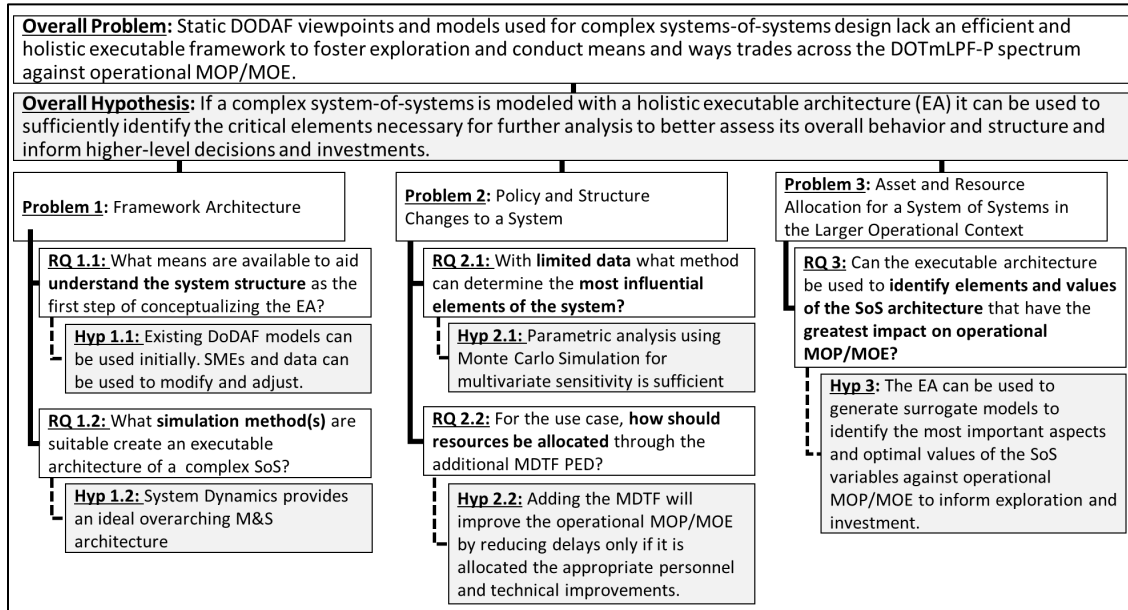 Overall Problem: Static DODAF viewpoints and models used for complex systems-of-systems design lack an efficient and
holistic executable framework to foster exploration and conduct means and ways trades across the DOTmLPF-P spectrum
against operational MOP/MOE.
Overall Hypothesis: If a complex system-of-systems is modeled with a holistic executable architecture (EA) it can be used to
sufficiently identify the critical elements necessary for further analysis to better assess its overall behavior and structure and
inform higher-level decisions and investments.
Problem 1: Framework Architecture
RQ 1.1: What means are available to aid
understand the system structure as the
first step of conceptualizing the EA?
Hyp 1.1: Existing DoDAF models can
be used initially. SMEs and data can
be used to modify and adjust.
RQ 1.2: What simulation method(s) are
suitable create an executable
architecture of a complex SoS?
Hyp 1.2: System Dynamics provides
an ideal overarching M&S
architecture
Problem 2: Policy and Structure
Changes to a System
RQ 2.1: With limited data what method
can determine the most influential
elements of the system?
Hyp 2.1: Parametric analysis using
Monte Carlo Simulation for
multivariate sensitivity is sufficient
RQ 2.2: For the use case, how should
resources be allocated through the
additional MDTF PED?
Hyp 2.2: Adding the MDTF will
improve the operational MOP/MOE
by reducing delays only if it is
allocated the appropriate personnel
and technical improvements.
Problem 3: Asset and Resource
Allocation for a System of Systems in
the Larger Operational Context
RQ 3: Can the executable architecture
be used to identify elements and values
of the SoS architecture that have the
greatest impact on operational
MOP/MOE?
Hyp 3: The EA can be used to
generate surrogate models to
identify the most important aspects
and optimal values of the SoS
variables against operational
MOP/MOE to inform exploration and
investment.